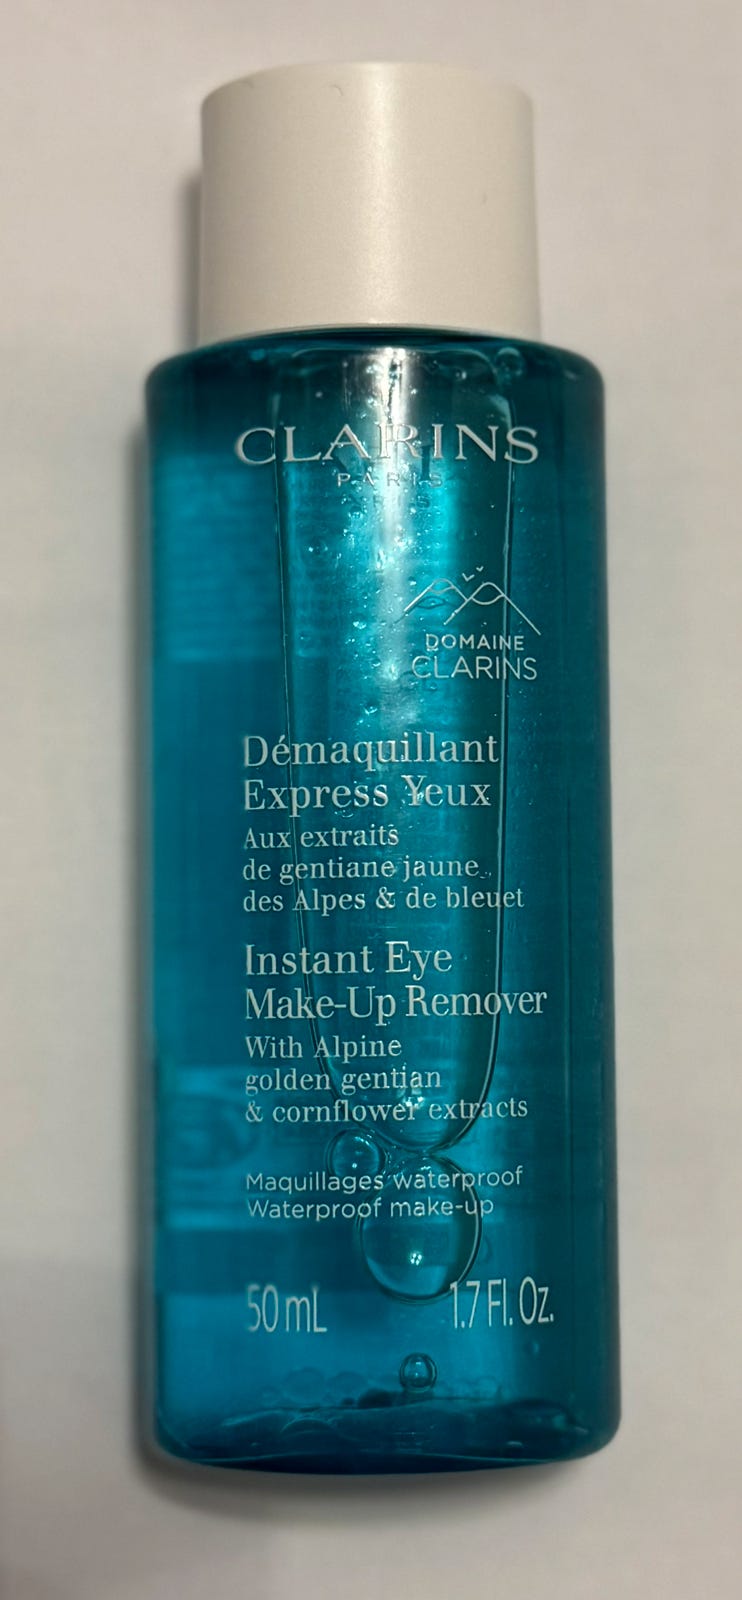 CLARINS
PARIS
DOMAINE
CLARINS
Démaquillant
Express Yeux
Aux extraits
de gentiane jaune
des Alpes & de bleuet
Instant Eye
Make-Up Remover
With Alpine
golden gentian
& cornflower extracts
Maquillages waterproof
Waterproof make-up
50 mL 1.7 Fl. Oz.